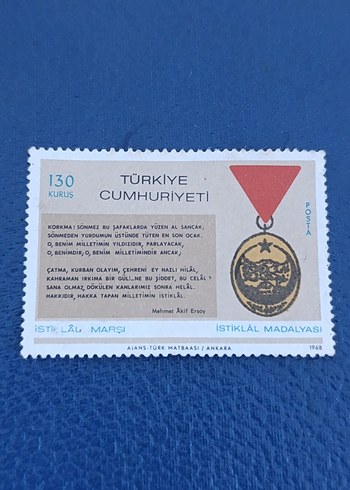 130
KURUŞ
TÜRKİYE
CUMHURİYETİ
POSTA
KORKMA! SÖNMEZ BU ŞAFAKLARDA YÜZEN AL SANCAK,
SÖNMEDEN YURDUMUN ÜSTÜNDE TÜTEN EN SON OCAK.
O, BENİM MİLLETİMİN YILDIZIDIR, PARLAYACAK,
O, BENİMDİR, O, BENİM MİLLETİMİNDİR ANCAK,
ÇATMA, KURBAN OLAYIM, ÇEHRENİ EY NAZLI HİLÂL,
KAHRAMAN IRKIMA BİR GÜL!..NE BU ŞİDDET, BU CELÂL?
SANA OLMAZ, DÖKÜLEN KANLARIMIZ SONRA HELÂL.
HAKKIDIR, HAKKA TAPAN MİLLETİMİN İSTİKLÂL.
Mehmet Âkif Ersoy
İSTİKLÂL MARŞI
İSTİKLÂL MADALYASI
AJANS-TÜRK MATBAASI / ANKARA
1968